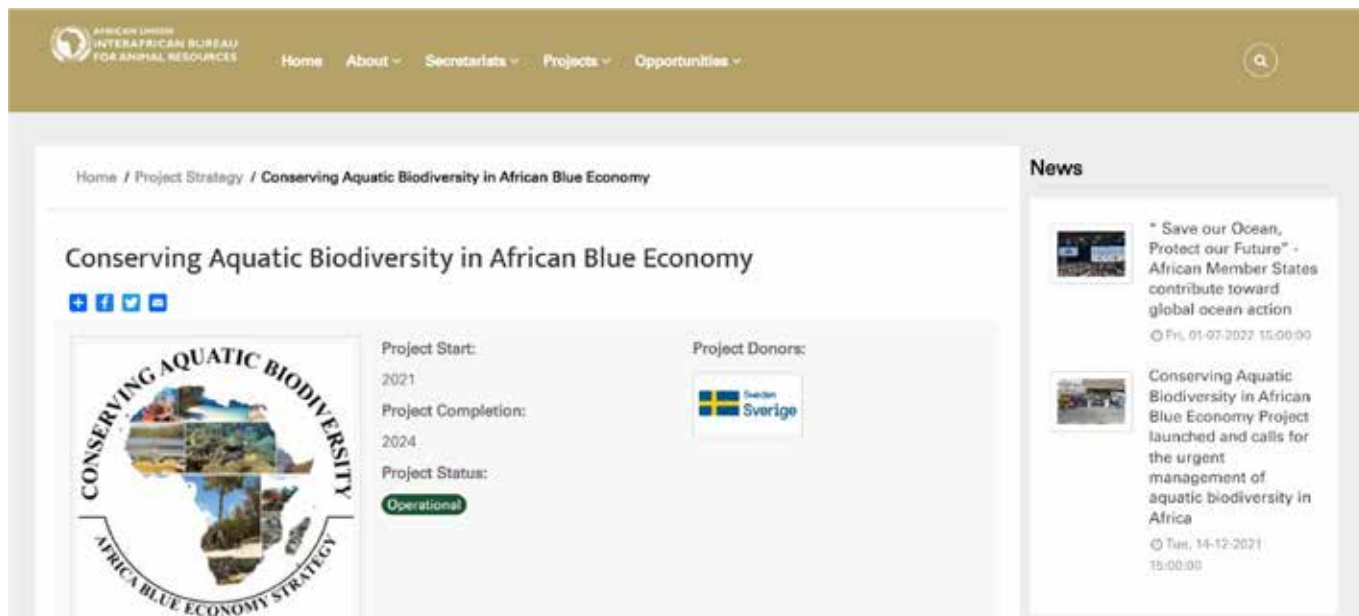 AFRICAN UNION
INTERAFRICAN BUREAU
FOR ANIMAL RESOURCES
Home About Secretariats Projects Opportunities
Home / Project Strategy / Conserving Aquatic Biodiversity in African Blue Economy
Conserving Aquatic Biodiversity in African Blue Economy
CONSERVING AQUATIC BIODIVERSITY
AFRICA BLUE ECONOMY STRATEGY
Project Start:
2021
Project Completion:
2024
Project Status:
Operational
Project Donors:
Sweden
Sverige
News
" Save our Ocean,
Protect our Future" -
African Member States
contribute toward
global ocean action
Fri, 01-07-2022 15:00:00
Conserving Aquatic
Biodiversity in African
Blue Economy Project
launched and calls for
the urgent
management of
aquatic biodiversity in
Africa
Tue, 14-12-2021
15:00:00